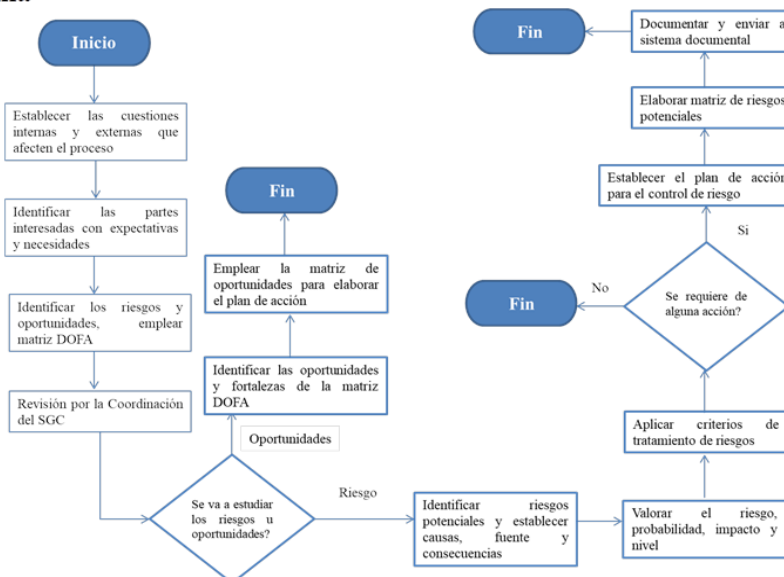 Inicio
Establecer las cuestiones
internas y externas que
afecten el proceso
Identificar las partes
interesadas con expectativas
y necesidades
Identificar los riesgos y
oportunidades, emplear
matriz DOFA
Revisión por la Coordinación
del SGC
Se va a estudiar
los riesgos u
oportunidades?
Oportunidades
Identificar las oportunidades
y fortalezas de la matriz
DOFA
Emplear la matriz de
oportunidades para elaborar
el plan de acción
Fin
Riesgo
Identificar riesgos
potenciales y establecer
causas, fuente y
consecuencias
Valorar el riesgo,
probabilidad, impacto y
nivel
Aplicar criterios de
tratamiento de riesgos
Se requiere de
alguna acción?
No
Fin
Si
Establecer el plan de acción
para el control de riesgo
Elaborar matriz de riesgos
potenciales
Documentar y enviar a
sistema documental
Fin